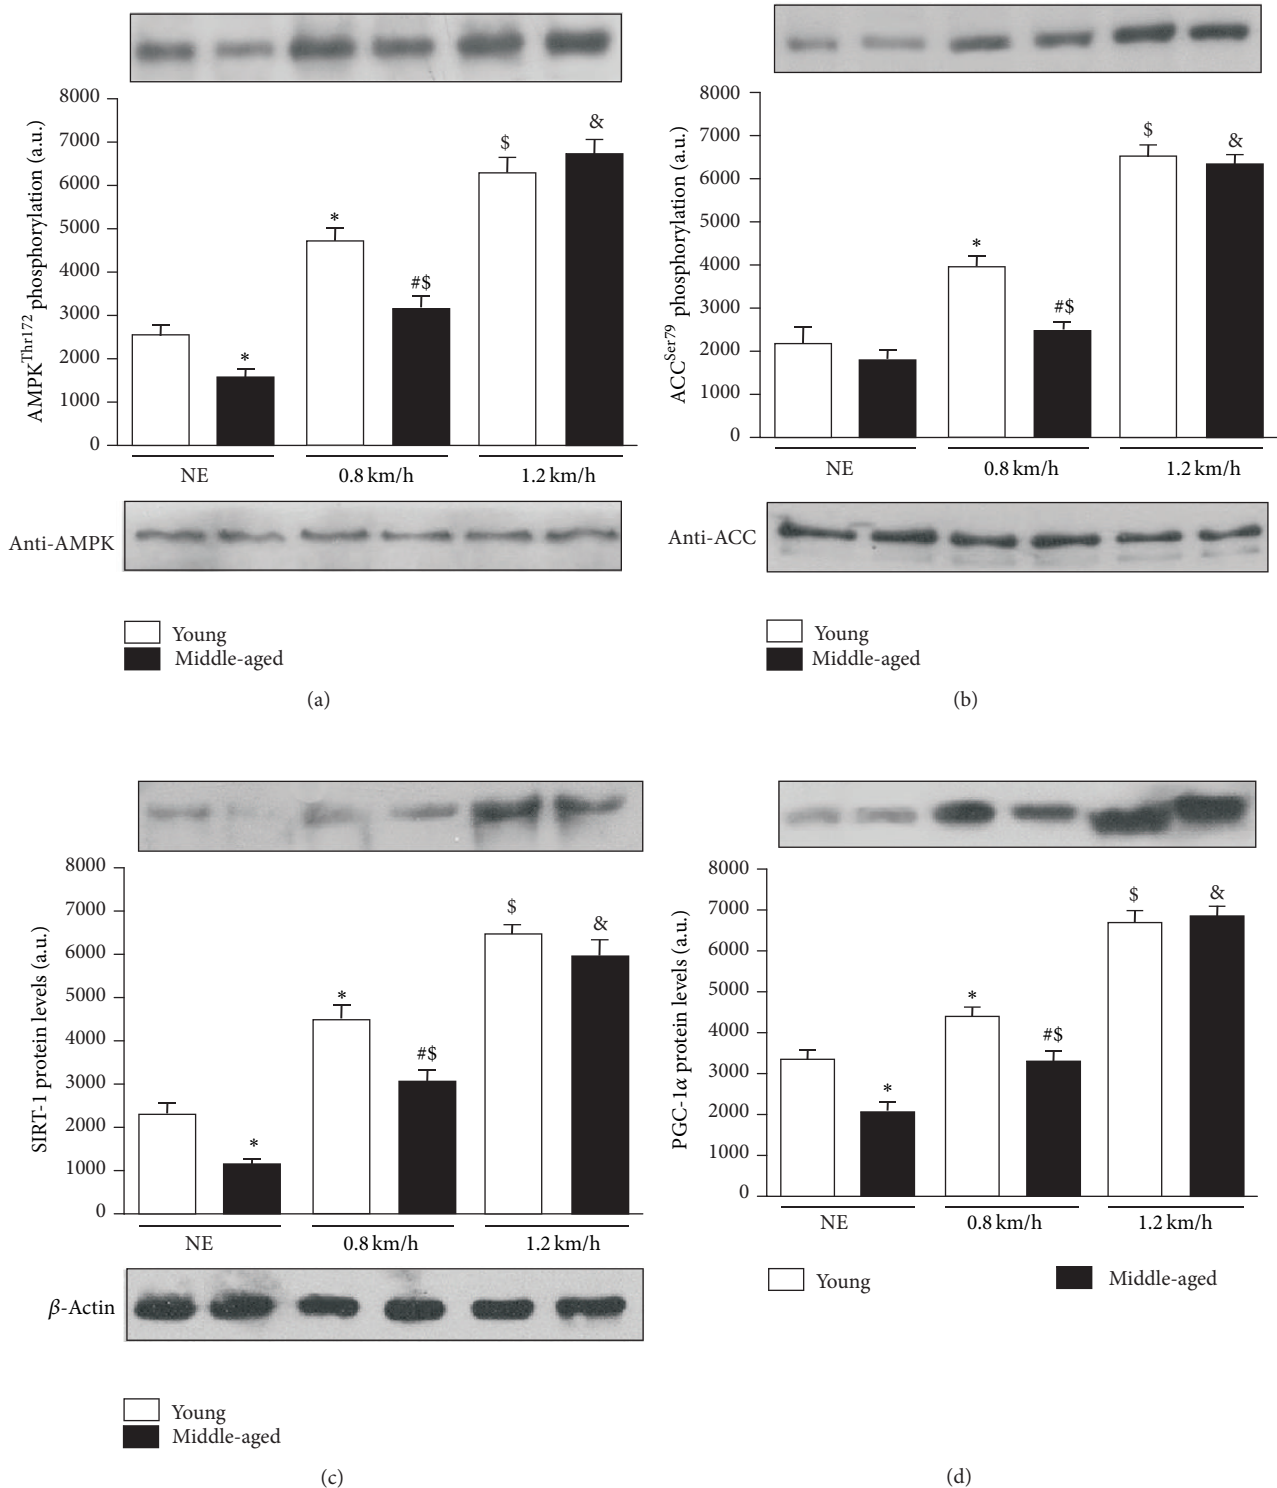 AMPK^Thr172 phosphorylation (a.u.)
8000
7000
6000
5000
4000
3000
2000
1000
0
*
*
#$
$
&
NE
0.8 km/h
1.2 km/h
Anti-AMPK
Young
Middle-aged
(a)
ACC^Ser79 phosphorylation (a.u.)
8000
7000
6000
5000
4000
3000
2000
1000
0
*
#$
$
&
NE
0.8 km/h
1.2 km/h
Anti-ACC
Young
Middle-aged
(b)
SIRT-1 protein levels (a.u.)
8000
7000
6000
5000
4000
3000
2000
1000
0
*
*
#$
$
&
NE
0.8 km/h
1.2 km/h
β-Actin
Young
Middle-aged
(c)
PGC-1α protein levels (a.u.)
8000
7000
6000
5000
4000
3000
2000
1000
0
*
*
#$
$
&
NE
0.8 km/h
1.2 km/h
Young
Middle-aged
(d)